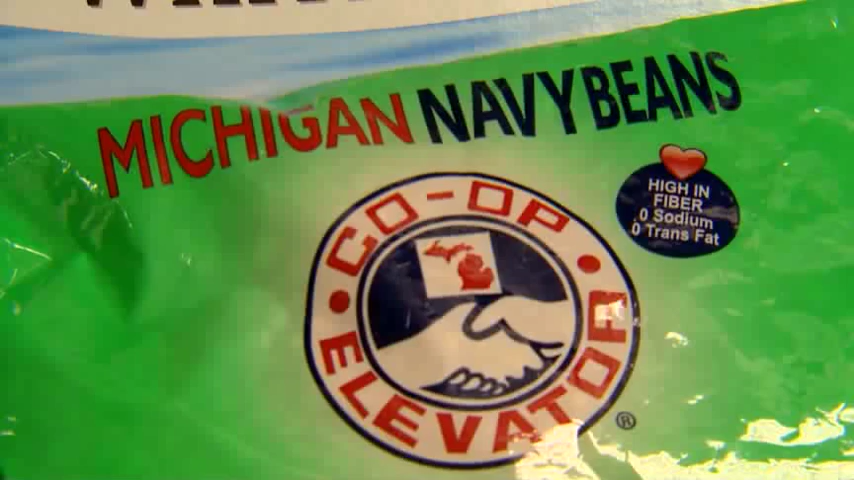 MICHIGAN NAVY BEANS
HIGH IN
FIBER
0 Sodium
0 Trans Fat
CO-OP
ELEVATOR
®